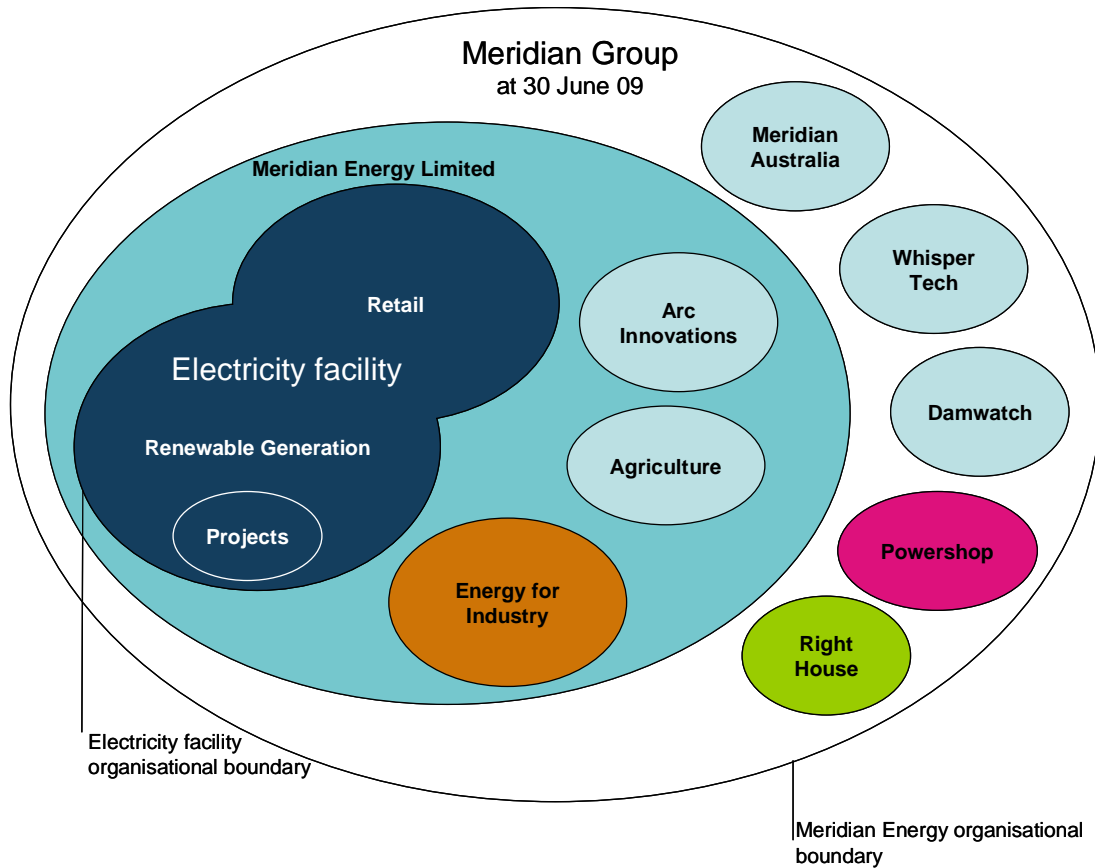 Meridian Group
at 30 June 09
Meridian Energy Limited
Meridian
Australia
Whisper
Tech
Retail
Arc
Innovations
Electricity facility
Damwatch
Renewable Generation
Agriculture
Projects
Powershop
Energy for
Industry
Right
House
Electricity facility
organisational boundary
Meridian Energy organisational
boundary